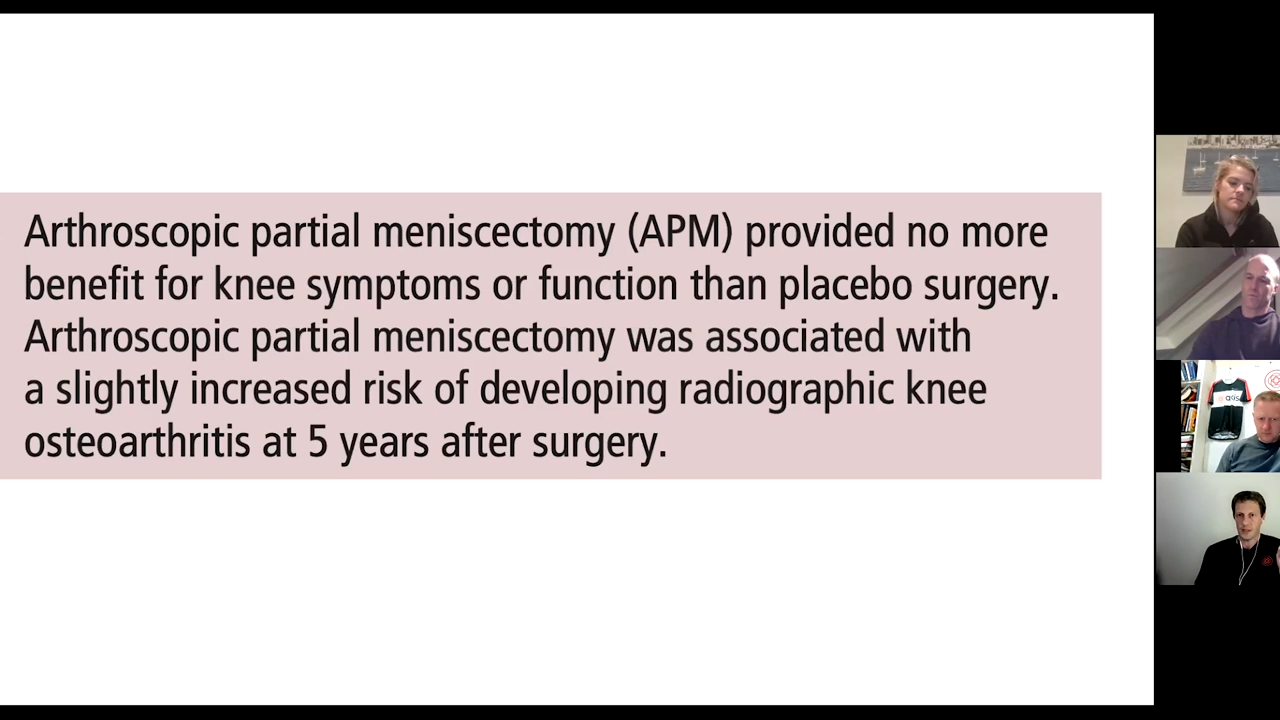 Arthroscopic partial meniscectomy (APM) provided no more
benefit for knee symptoms or function than placebo surgery.
Arthroscopic partial meniscectomy was associated with
a slightly increased risk of developing radiographic knee
osteoarthritis at 5 years after surgery.